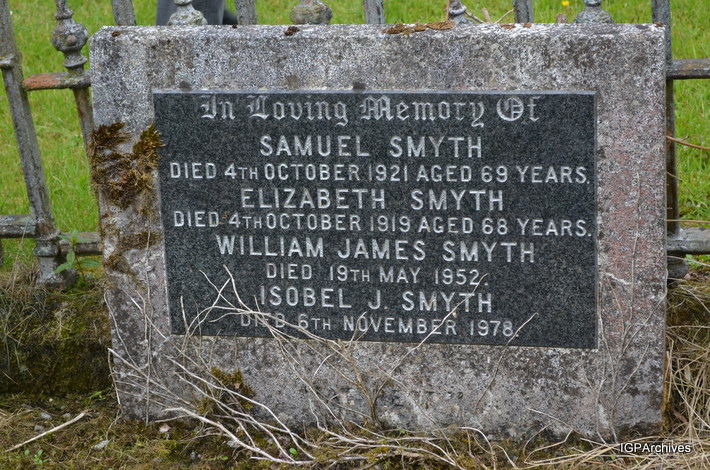 In Loving Memory Of
SAMUEL SMYTH
DIED 4TH OCTOBER 1921 AGED 69 YEARS.
ELIZABETH SMYTH
DIED 4TH OCTOBER 1919 AGED 68 YEARS.
WILLIAM JAMES SMYTH
DIED 19TH MAY 1952.
ISOBEL J. SMYTH
DIED 6TH NOVEMBER 1978.
IGPArchives